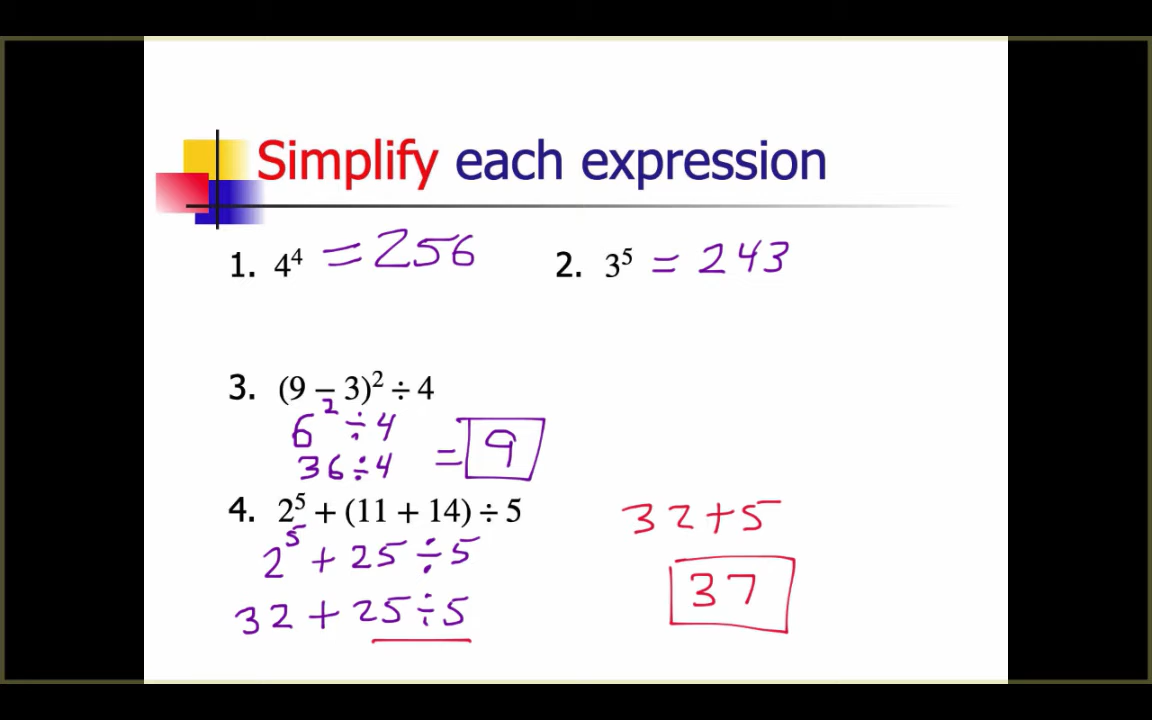 Simplify each expression
1. 4⁴ = 256
2. 3⁵ = 243
3. (9 − 3)² ÷ 4
6² ÷ 4
36 ÷ 4 = 9
4. 2⁵ + (11 + 14) ÷ 5
2⁵ + 25 ÷ 5
32 + 25 ÷ 5
32 + 5
37